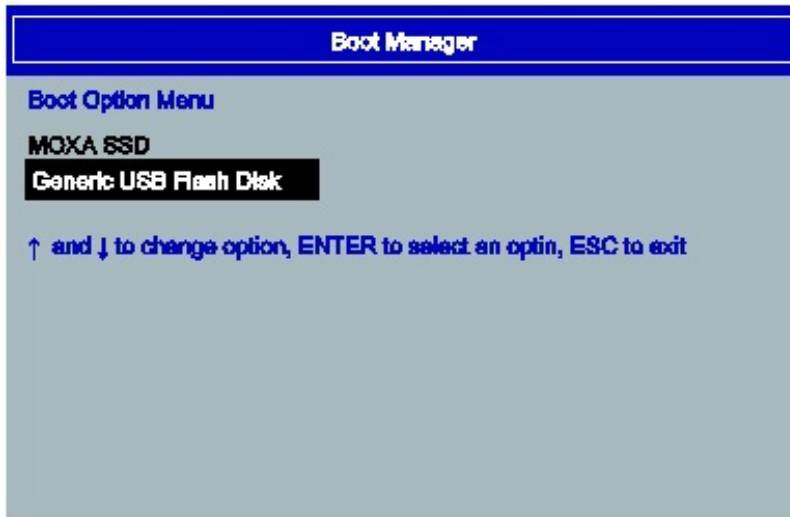 Boot Manager
Boot Option Menu
MOXA SSD
Generic USB Flash Disk
↑ and ↓ to change option, ENTER to select an optin, ESC to exit